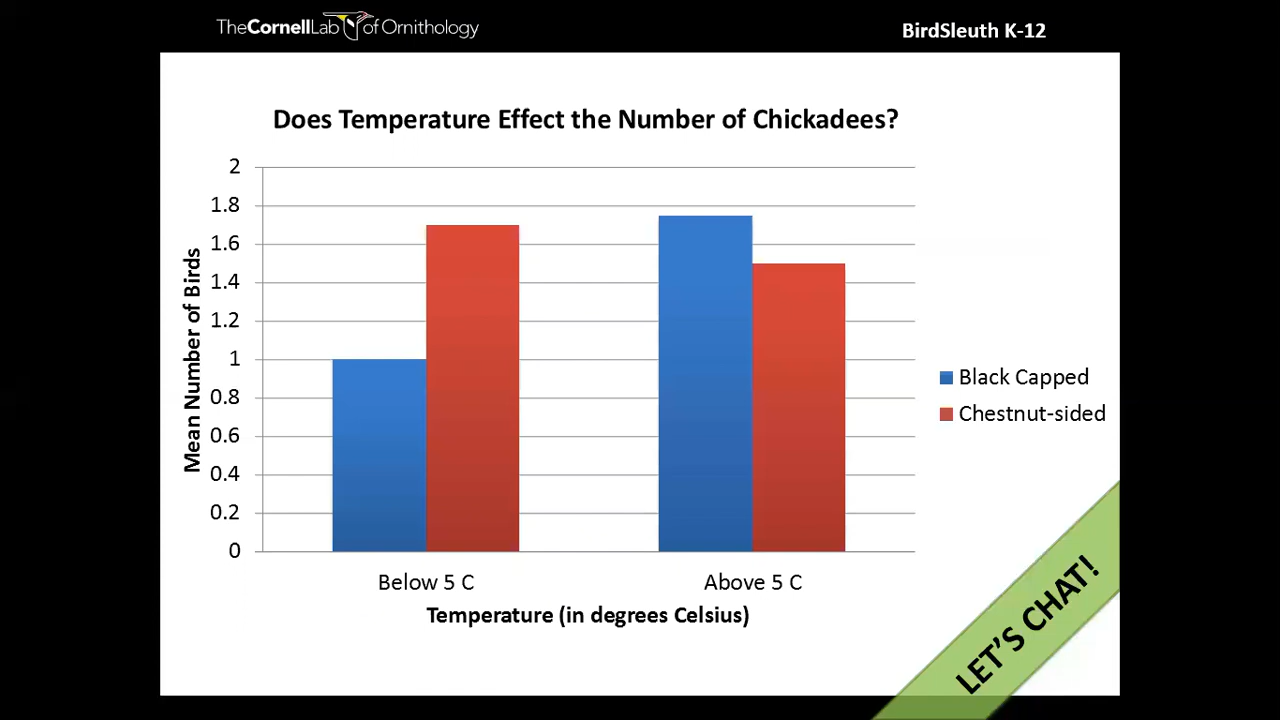 TheCornellLab of Ornithology
BirdSleuth K-12
Does Temperature Effect the Number of Chickadees?
2
1.8
1.6
1.4
1.2
1
0.8
0.6
0.4
0.2
0
Mean Number of Birds
Below 5 C
Above 5 C
Temperature (in degrees Celsius)
Black Capped
Chestnut-sided
LET'S CHAT!